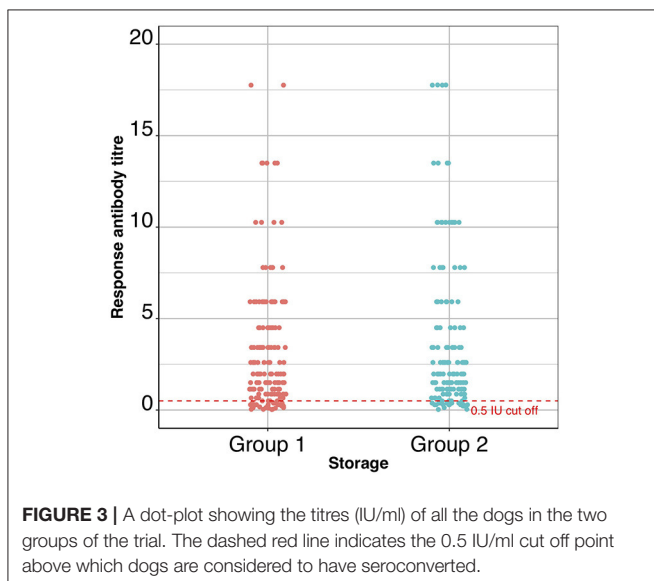 20
15
10
5
0
Response antibody titre
0.5 IU cut off
Group 1 Group 2
Storage
FIGURE 3 | A dot-plot showing the titres (IU/ml) of all the dogs in the two
groups of the trial. The dashed red line indicates the 0.5 IU/ml cut off point
above which dogs are considered to have seroconverted.